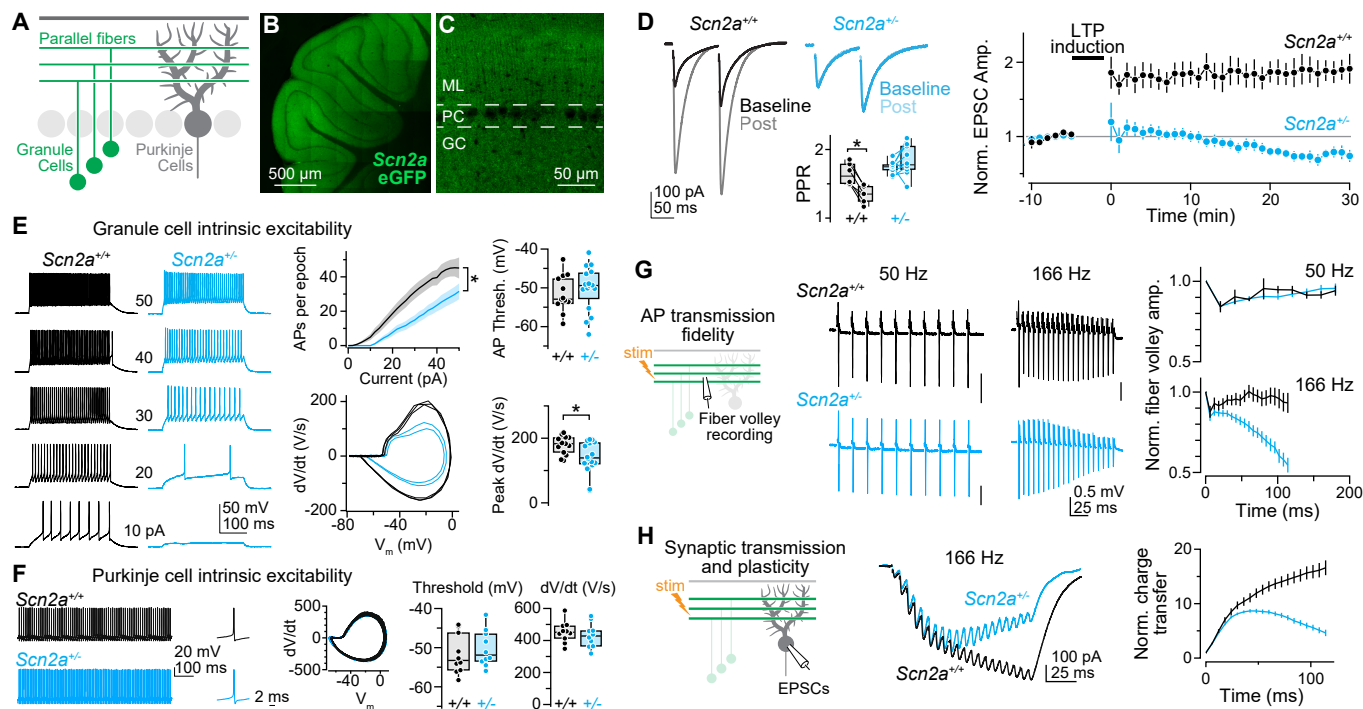 A
Parallel fibers
Granule
Cells
Purkinje
Cells
B
500 µm
Scn2a
eGFP
C
ML
PC
GC
50 µm
D
Scn2a+/+
Scn2a+/-
Baseline
Post
Baseline
Post
100 pA
50 ms
PPR
2
1
*
+/+
+/-
Norm. EPSC Amp.
LTP
induction
Scn2a+/+
Scn2a+/-
2
1
0
-10
0
10
20
30
Time (min)
E
Granule cell intrinsic excitability
Scn2a+/+
Scn2a+/-
50
40
30
20
10 pA
50 mV
100 ms
APs per epoch
40
20
0
0
20
40
Current (pA)
*
AP Thresh. (mV)
-40
-50
-60
+/+
+/-
dV/dt (V/s)
200
0
-200
-80
-40
0
Vm (mV)
Peak dV/dt (V/s)
200
0
*
+/+
+/-
F
Purkinje cell intrinsic excitability
Scn2a+/+
Scn2a+/-
20 mV
100 ms
2 ms
dV/dt
500
0
-500
-60
0
Vm
Threshold (mV)
-40
-50
-60
+/+
+/-
dV/dt (V/s)
600
400
200
0
+/+
+/-
G
AP transmission
fidelity
stim
Fiber volley
recording
50 Hz
166 Hz
Scn2a+/+
Scn2a+/-
0.5 mV
25 ms
Norm. fiber volley amp.
50 Hz
1.0
0.5
166 Hz
1.0
0.5
0
100
200
Time (ms)
H
Synaptic transmission
and plasticity
stim
EPSCs
166 Hz
Scn2a+/-
Scn2a+/+
100 pA
25 ms
Norm. charge
transfer
20
10
0
0
100
Time (ms)